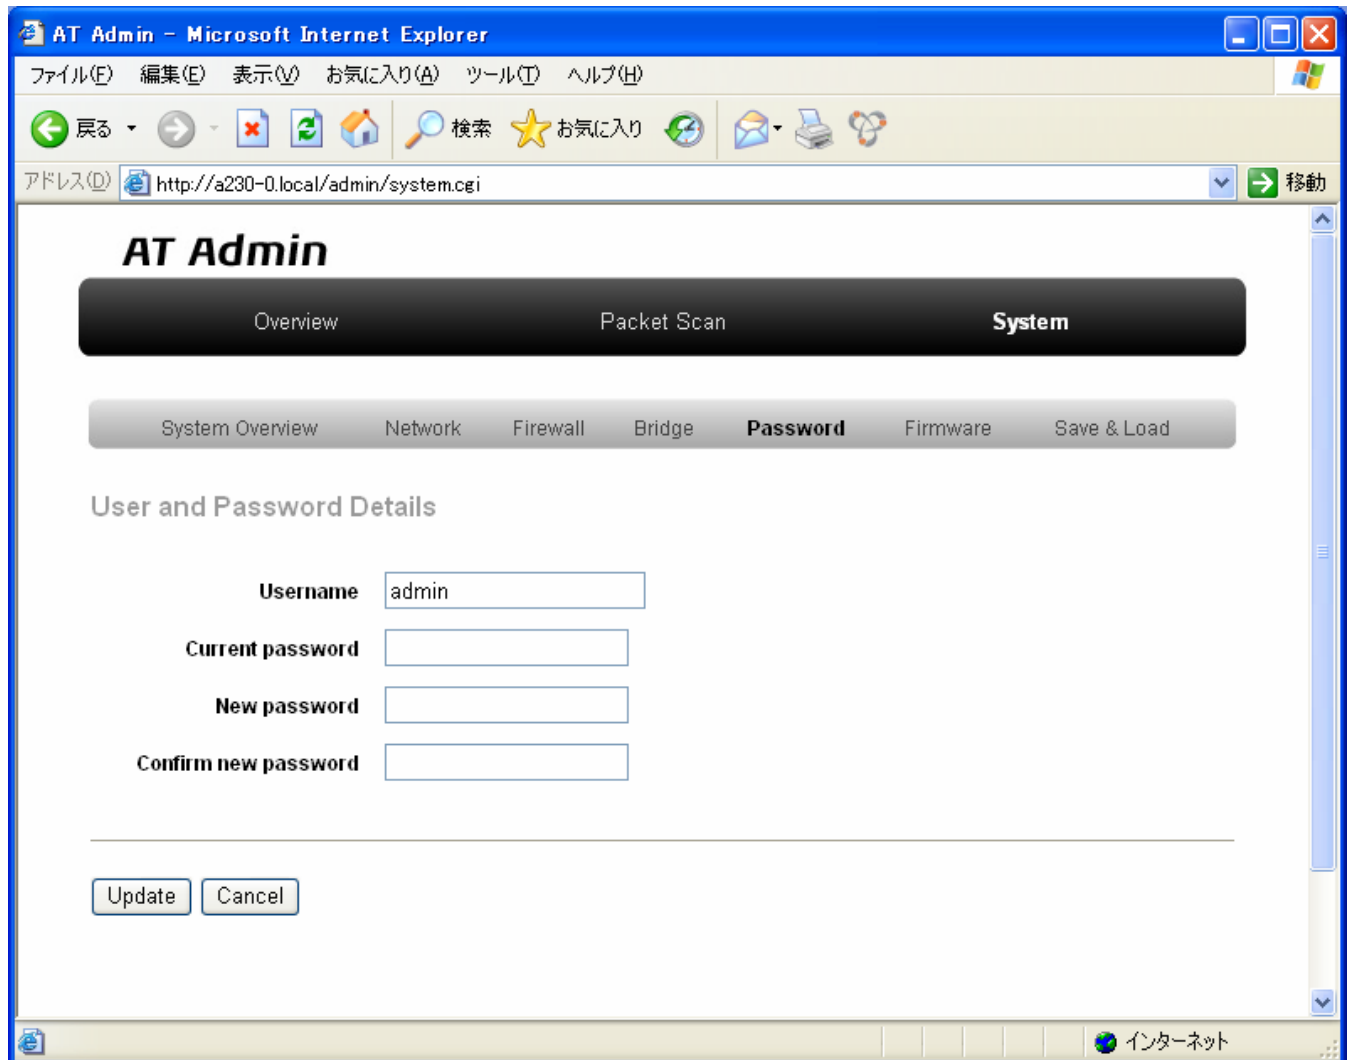 AT Admin - Microsoft Internet Explorer
ファイル(F) 編集(E) 表示(V) お気に入り(A) ツール(T) ヘルプ(H)
戻る 検索 お気に入り
アドレス(D) http://a230-0.local/admin/system.cgi 移動
AT Admin
Overview Packet Scan System
System Overview Network Firewall Bridge Password Firmware Save & Load
User and Password Details
Username admin
Current password
New password
Confirm new password
Update Cancel
インターネット